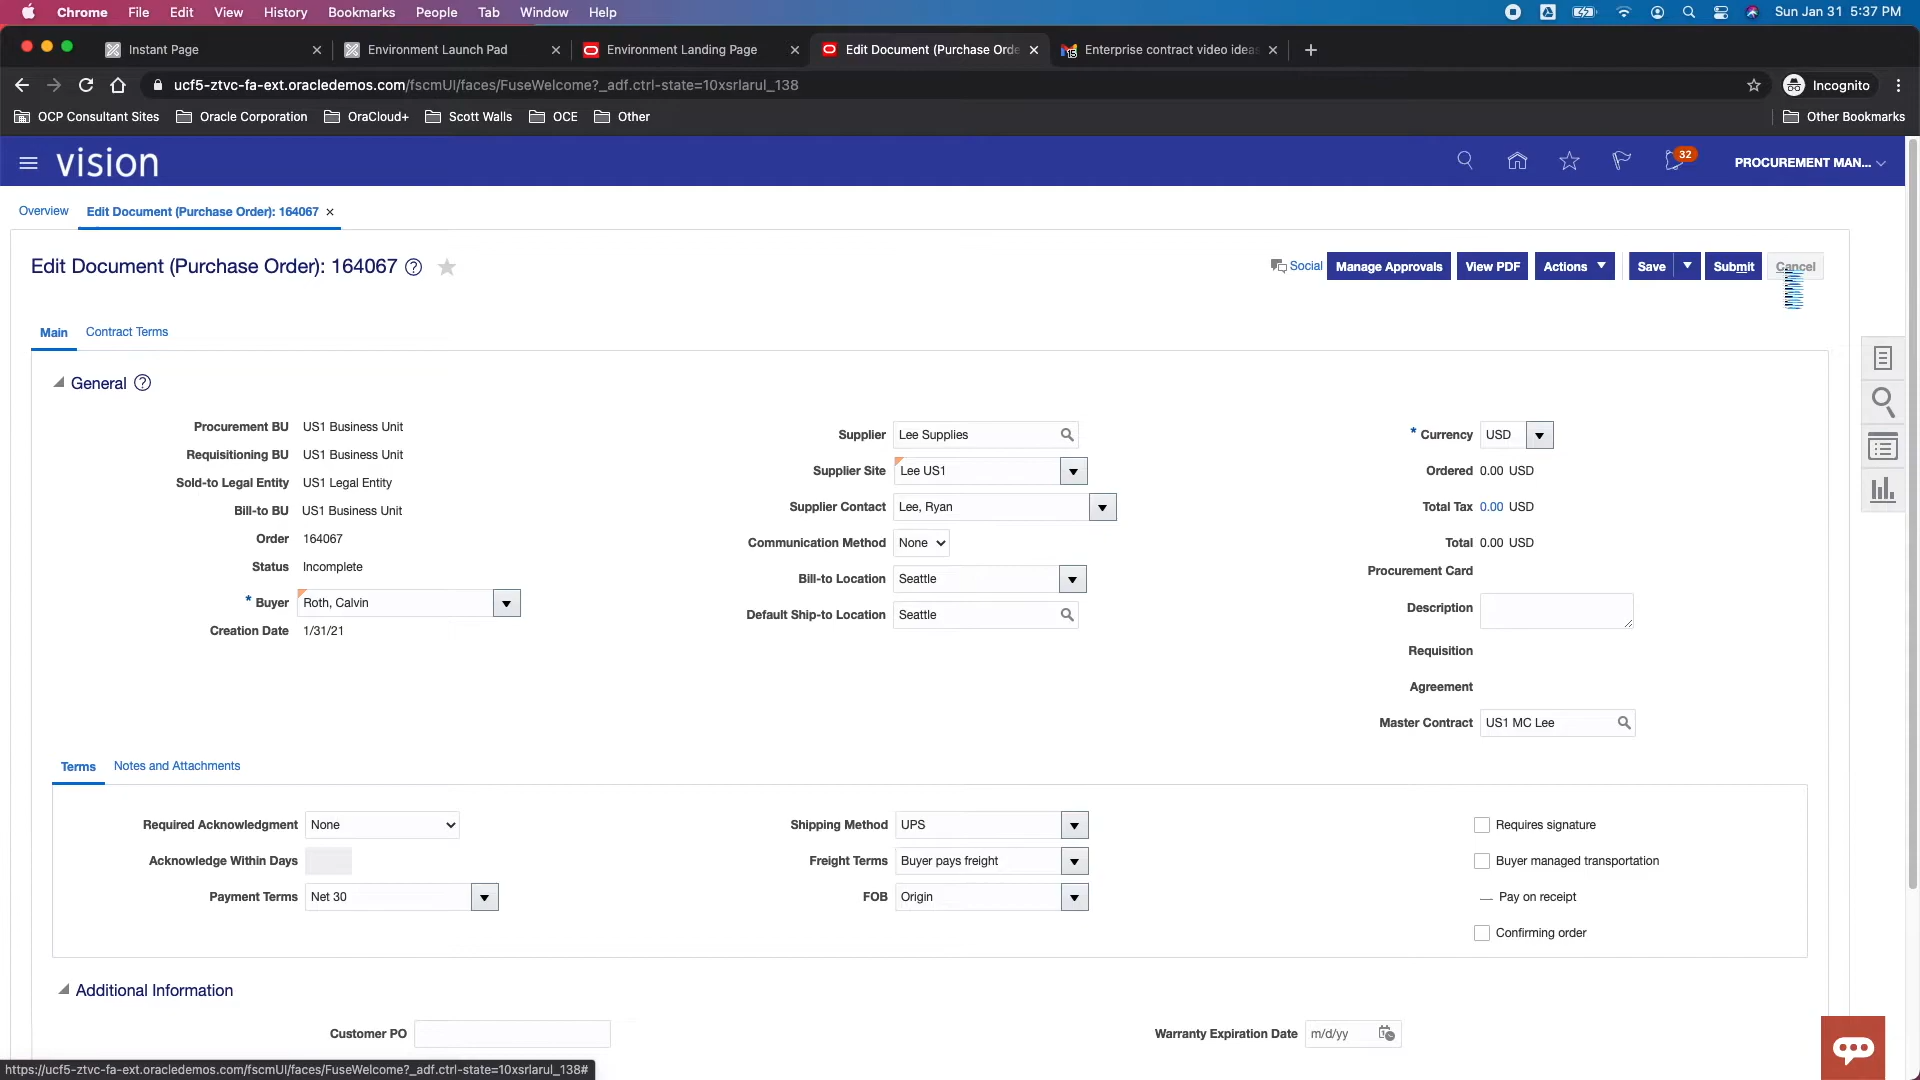 Chrome File Edit View History Bookmarks People Tab Window Help Sun Jan 31 5:37 PM
Instant Page Environment Launch Pad Environment Landing Page Edit Document (Purchase Orde 15 Enterprise contract video ideas
ucf5-ztvc-fa-ext.oracledemos.com/fscmUI/faces/FuseWelcome?_adf.ctrl-state=10xsrlarul_138 Incognito
OCP Consultant Sites Oracle Corporation OraCloud+ Scott Walls OCE Other Other Bookmarks
vision 32 PROCUREMENT MAN...
Overview Edit Document (Purchase Order): 164067
Edit Document (Purchase Order): 164067 Social Manage Approvals View PDF Actions Save Submit Cancel
Main Contract Terms
General
Procurement BU US1 Business Unit
Requisitioning BU US1 Business Unit
Sold-to Legal Entity US1 Legal Entity
Bill-to BU US1 Business Unit
Order 164067
Status Incomplete
* Buyer Roth, Calvin
Creation Date 1/31/21
Supplier Lee Supplies
Supplier Site Lee US1
Supplier Contact Lee, Ryan
Communication Method None
Bill-to Location Seattle
Default Ship-to Location Seattle
* Currency USD
Ordered 0.00 USD
Total Tax 0.00 USD
Total 0.00 USD
Procurement Card
Description
Requisition
Agreement
Master Contract US1 MC Lee
Terms Notes and Attachments
Required Acknowledgment None
Acknowledge Within Days
Payment Terms Net 30
Shipping Method UPS
Freight Terms Buyer pays freight
FOB Origin
Requires signature
Buyer managed transportation
Pay on receipt
Confirming order
Additional Information
Customer PO
Warranty Expiration Date m/d/yy
https://ucf5-ztvc-fa-ext.oracledemos.com/fscmUI/faces/FuseWelcome?_adf.ctrl-state=10xsrlarul_138#